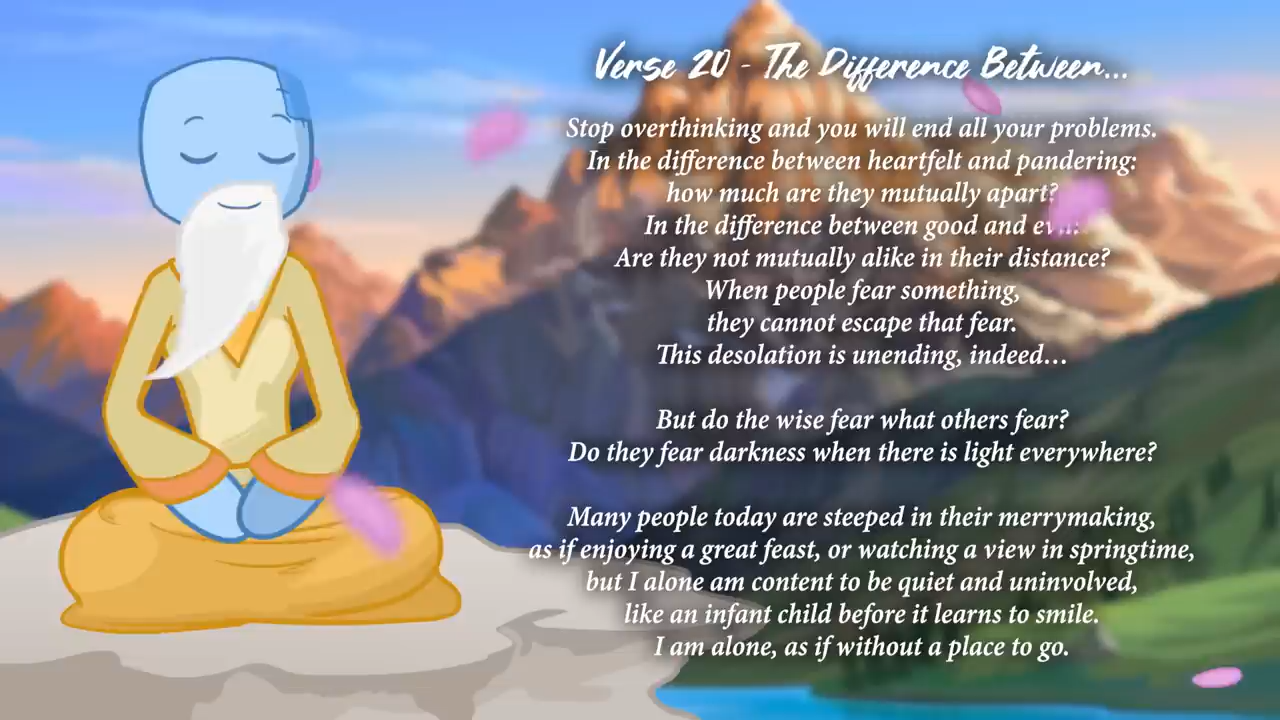 Verse 20 - The Difference Between...
Stop overthinking and you will end all your problems.
In the difference between heartfelt and pandering:
how much are they mutually apart?
In the difference between good and
Are they not mutually alike in their distance?
When people fear something,
they cannot escape that fear.
This desolation is unending, indeed...
But do the wise fear what others fear?
Do they fear darkness when there is light everywhere?
Many people today are steeped in their merrymaking,
as if enjoying a great feast, or watching a view in springtime,
but I alone am content to be quiet and uninvolved,
like an infant child before it learns to smile.
I am alone, as if without a place to go.